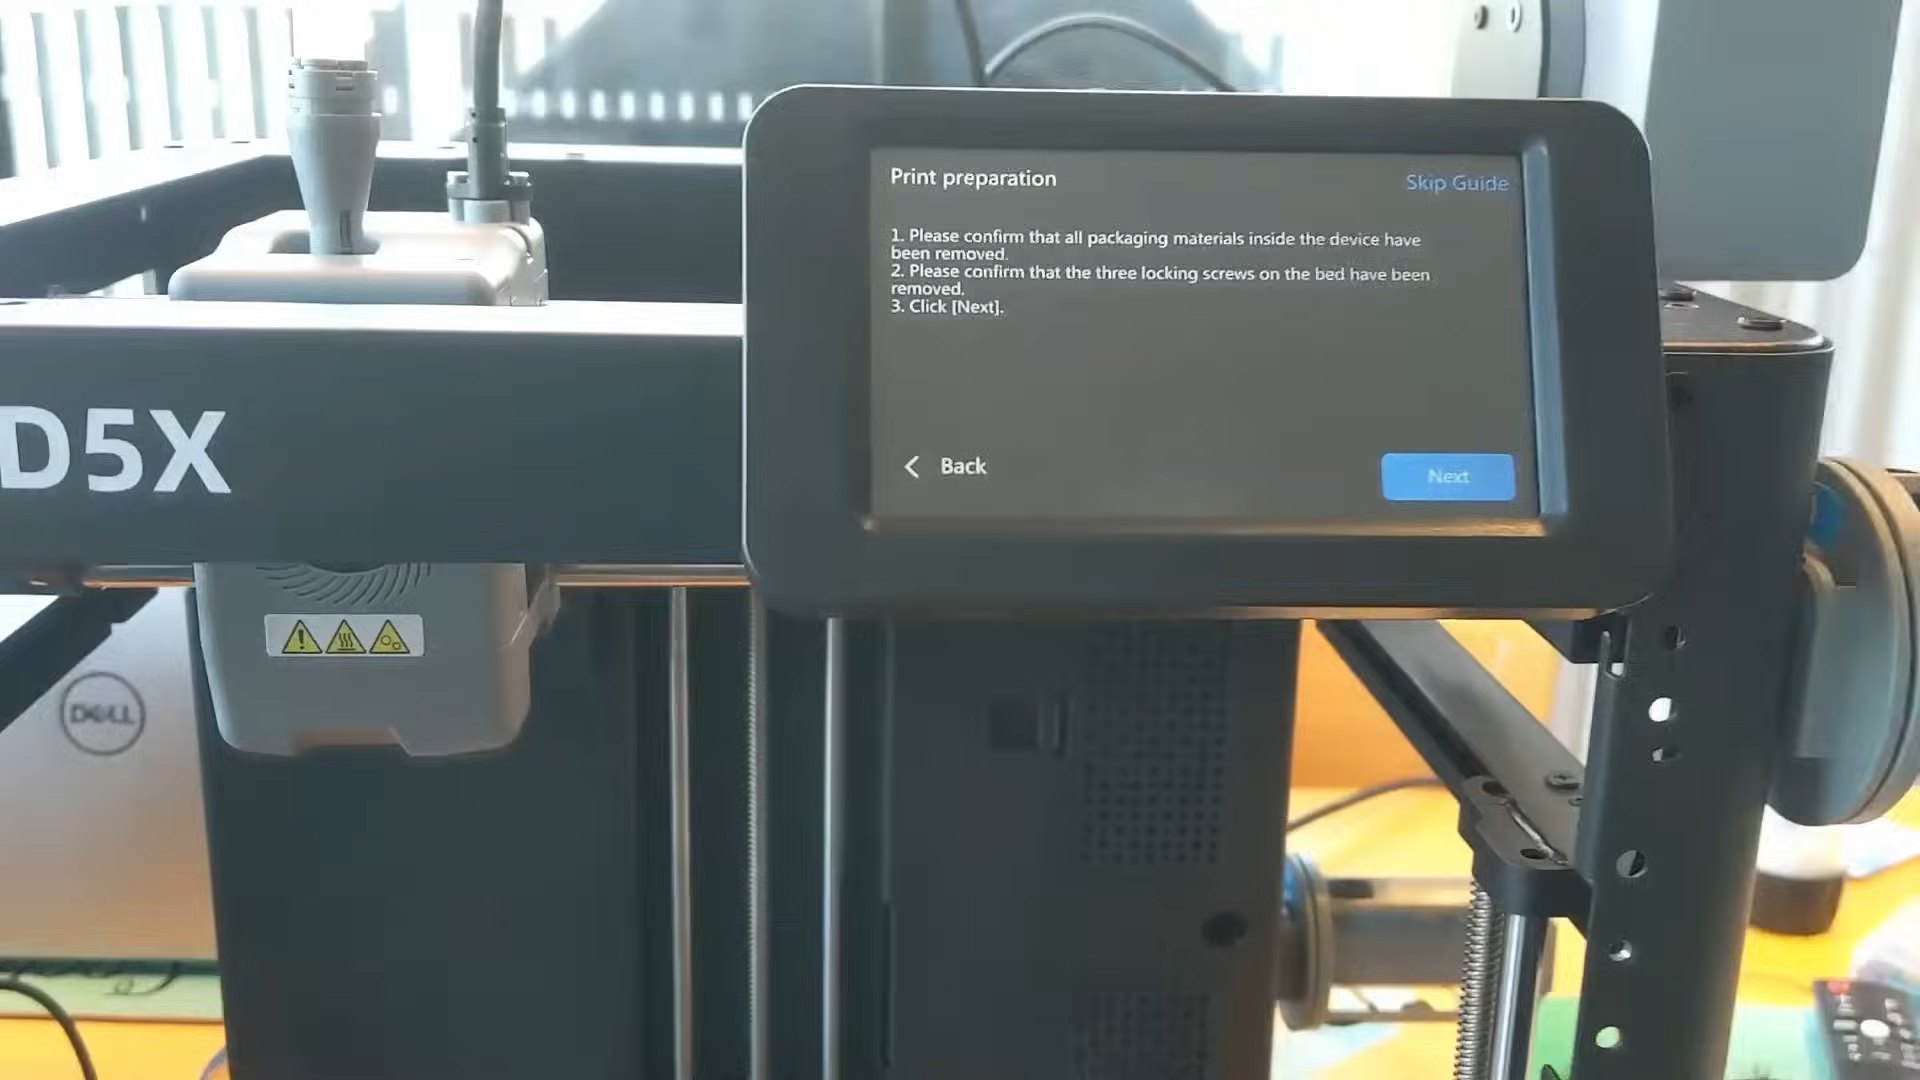 Print preparation
Skip Guide
1. Please confirm that all packaging materials inside the device have
been removed.
2. Please confirm that the three locking screws on the bed have been
removed.
3. Click [Next].
Back
Next
D5X
DELL